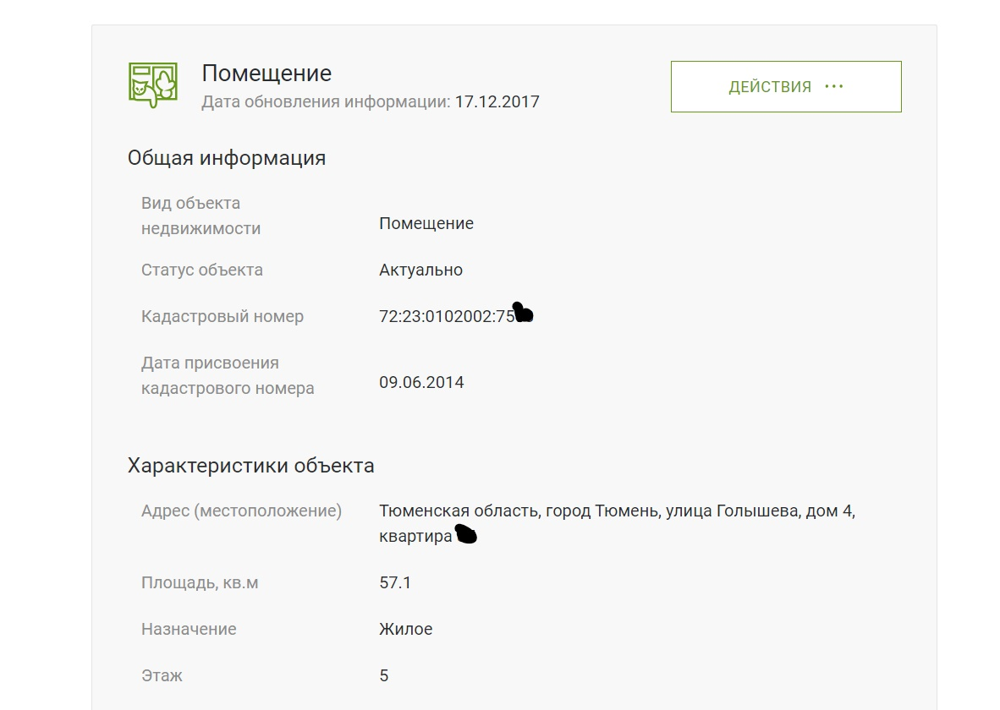 Помещение
Дата обновления информации: 17.12.2017
ДЕЙСТВИЯ ...
Общая информация
Вид объекта
недвижимости
Помещение
Статус объекта
Актуально
Кадастровый номер
72:23:0102002:75
Дата присвоения
кадастрового номера
09.06.2014
Характеристики объекта
Адрес (местоположение)
Тюменская область, город Тюмень, улица Голышева, дом 4,
квартира
Площадь, кв.м
57.1
Назначение
Жилое
Этаж
5